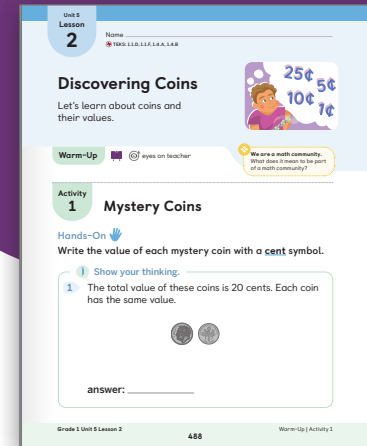 Unit 5
Lesson
2
Name
TEKS: 1.1.D, 1.1.F, 1.4.A, 1.4.B
Discovering Coins
Let's learn about coins and
their values.
25¢
5¢
10¢
1¢
Warm-Up
eyes on teacher
We are a math community.
What does it mean to be part
of a math community?
Activity
1
Mystery Coins
Hands-On
Write the value of each mystery coin with a cent symbol.
Show your thinking.
1 The total value of these coins is 20 cents. Each coin
has the same value.
answer:
Grade 1 Unit 5 Lesson 2
488
Warm-Up | Activity 1